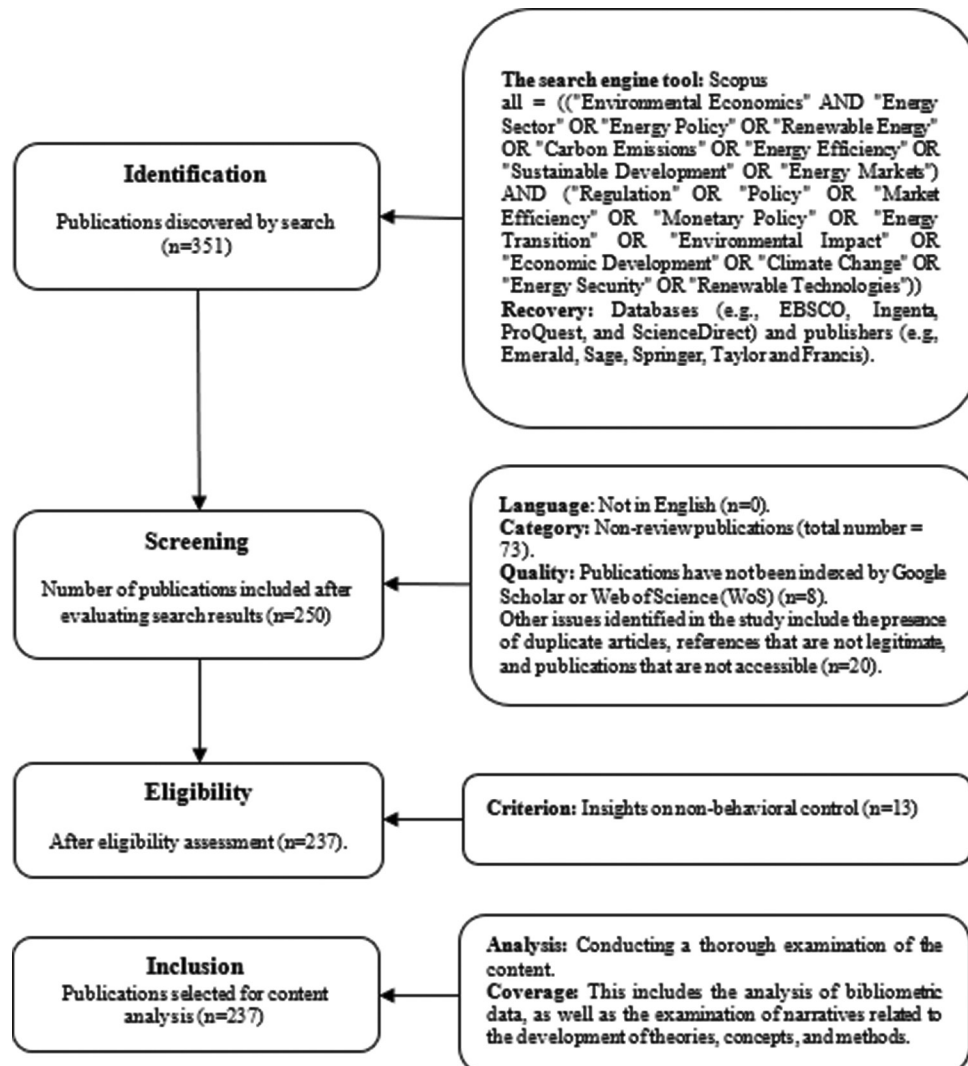 The search engine tool: Scopus
all = (("Environmental Economics" AND "Energy
Sector" OR "Energy Policy" OR "Renewable Energy"
OR "Carbon Emissions" OR "Energy Efficiency" OR
"Sustainable Development" OR "Energy Markets")
AND ("Regulation" OR "Policy" OR "Market
Efficiency" OR "Monetary Policy" OR "Energy
Transition" OR "Environmental Impact" OR
"Economic Development" OR "Climate Change" OR
"Energy Security" OR "Renewable Technologies"))
Recovery: Databases (e.g., EBSCO, Ingenta,
ProQuest, and ScienceDirect) and publishers (e.g,
Emerald, Sage, Springer, Taylor and Francis).
Identification
Publications discovered by search
(n=351)
Language: Not in English (n=0).
Category: Non-review publications (total number =
73).
Quality: Publications have not been indexed by Google
Scholar or Web of Science (WoS) (n=8).
Other issues identified in the study include the presence
of duplicate articles, references that are not legitimate,
and publications that are not accessible (n=20).
Screening
Number of publications included after
evaluating search results (n=250)
Eligibility
After eligibility assessment (n=237).
Criterion: Insights on non-behavioral control (n=13)
Inclusion
Publications selected for content
analysis (n=237)
Analysis: Conducting a thorough examination of the
content.
Coverage: This includes the analysis of bibliometric
data, as well as the examination of narratives related to
the development of theories, concepts, and methods.